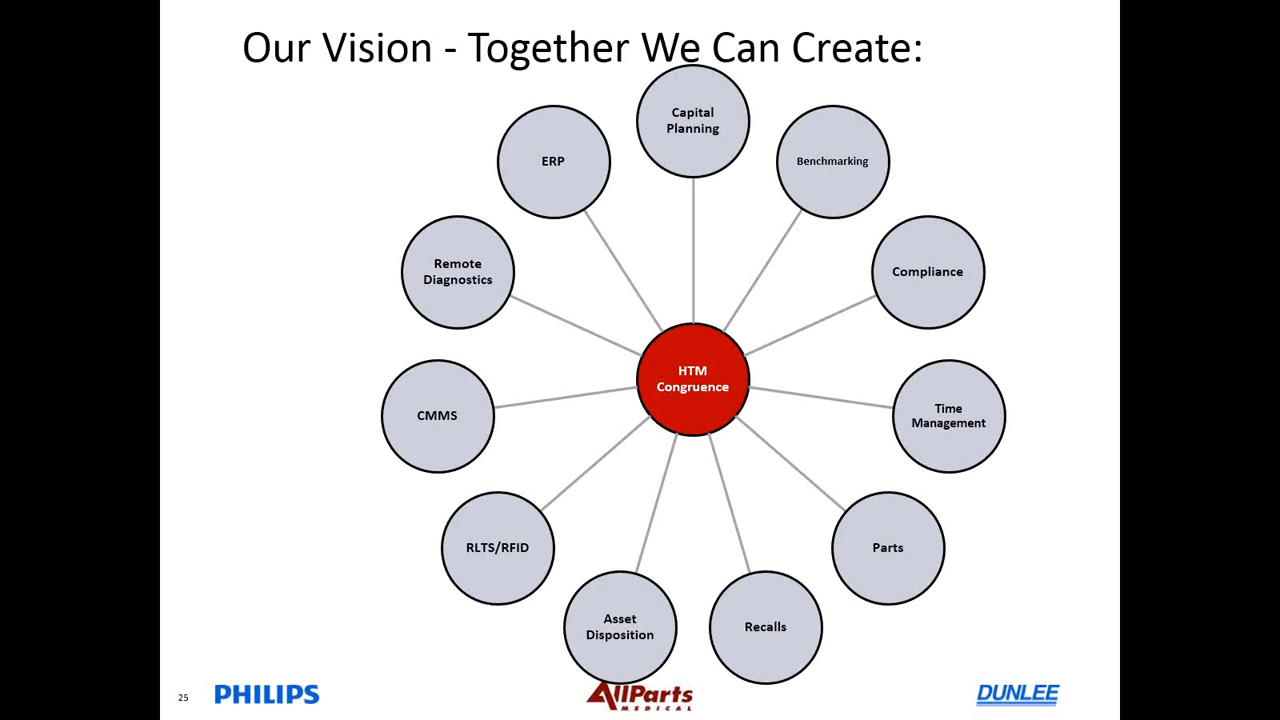 Our Vision - Together We Can Create:
Capital
Planning
ERP
Benchmarking
Remote
Diagnostics
Compliance
HTM
Congruence
CMMS
Time
Management
RLTS/RFID
Parts
Asset
Disposition
Recalls
25
PHILIPS
AllParts
MEDICAL
DUNLEE